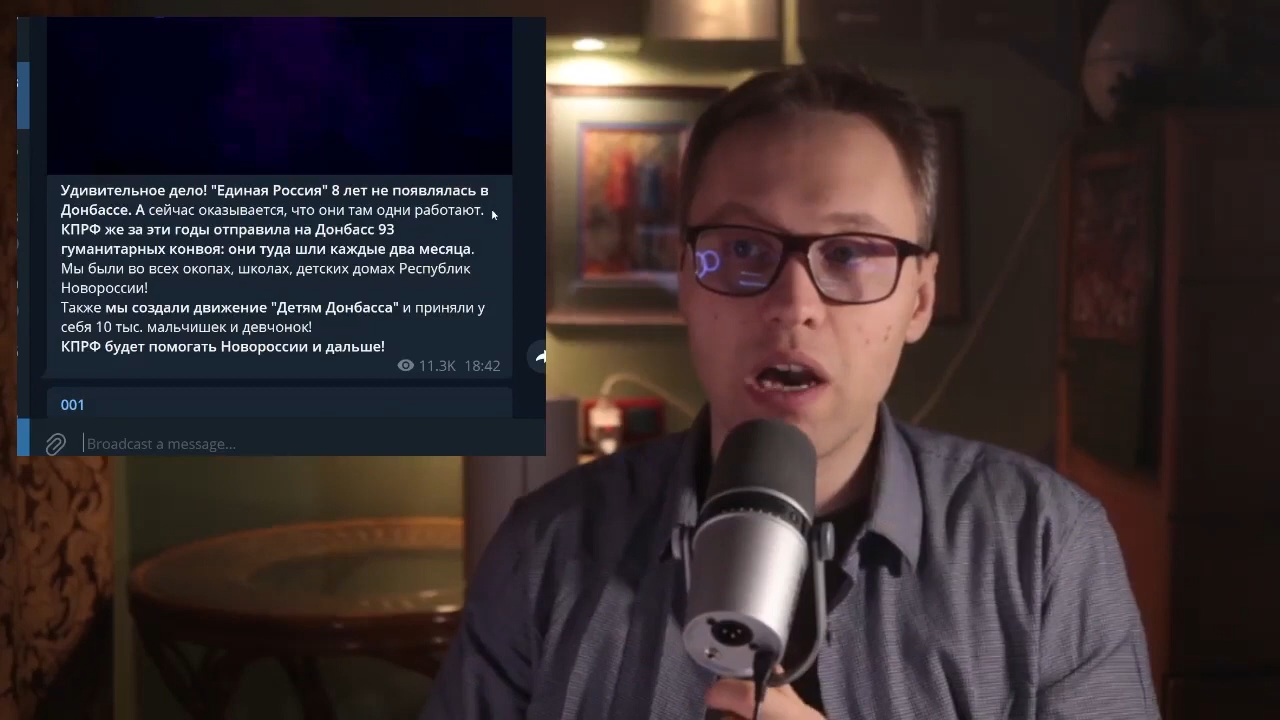 Удивительное дело! "Единая Россия" 8 лет не появлялась в
Донбассе. А сейчас оказывается, что они там одни работают.
КПРФ же за эти годы отправила на Донбасс 93
гуманитарных конвоя: они туда шли каждые два месяца.
Мы были во всех окопах, школах, детских домах Республик
Новороссии!
Также мы создали движение "Детям Донбасса" и приняли у
себя 10 тыс. мальчишек и девчонок!
КПРФ будет помогать Новороссии и дальше!
11.3K 18:42
001
Broadcast a message...